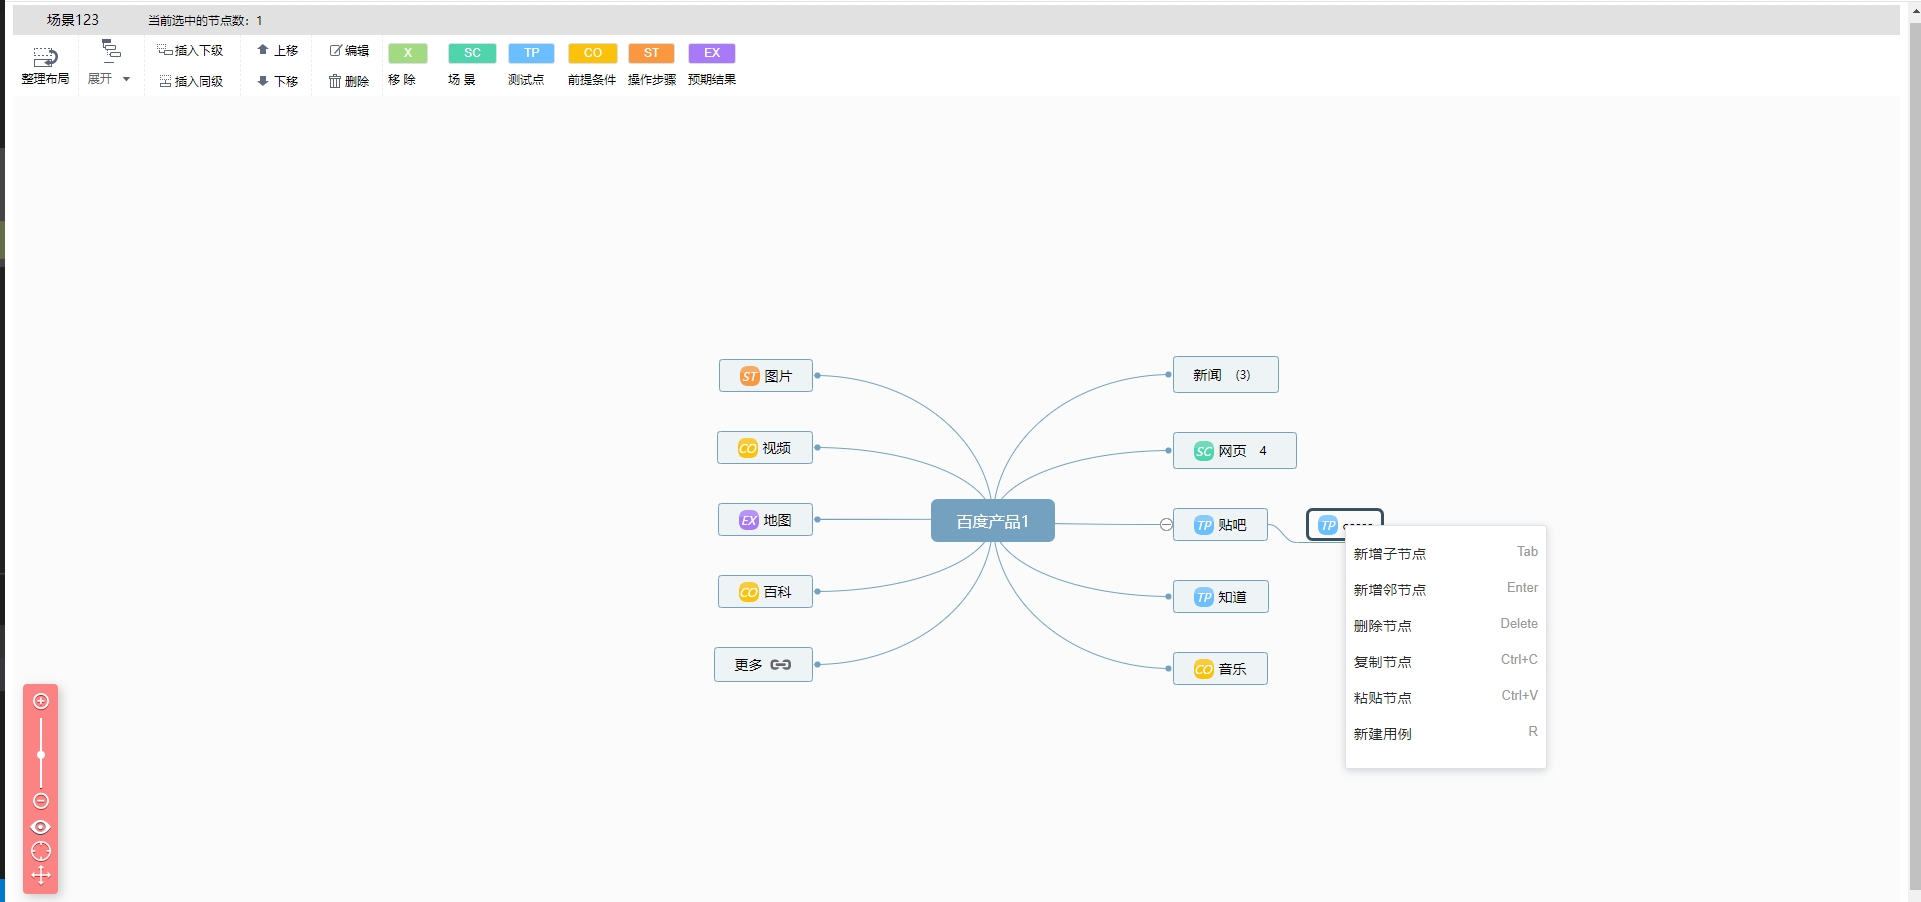 场景123 当前选中的节点数：1
整理布局
展开
插入下级
插入同级
上移
下移
编辑
删除
X
移 除
SC
场 景
TP
测试点
CO
前提条件
ST
操作步骤
EX
预期结果
ST 图片
CO 视频
EX 地图
CO 百科
更多
百度产品1
新闻 (3)
SC 网页 4
TP 贴吧
TP
TP 知道
CO 音乐
新增子节点 Tab
新增邻节点 Enter
删除节点 Delete
复制节点 Ctrl+C
粘贴节点 Ctrl+V
新建用例 R